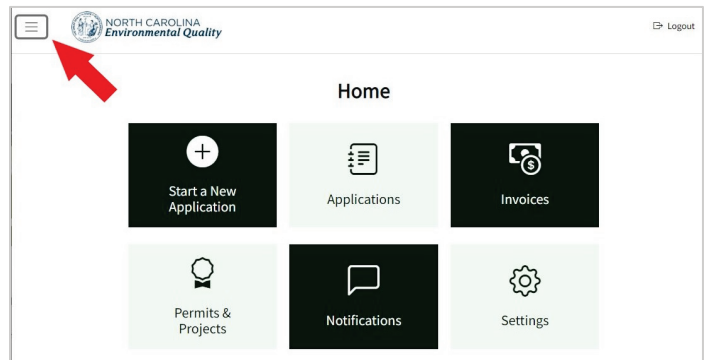 NORTH CAROLINA
Environmental Quality
Logout
Home
Start a New
Application
Applications
Invoices
Permits &
Projects
Notifications
Settings